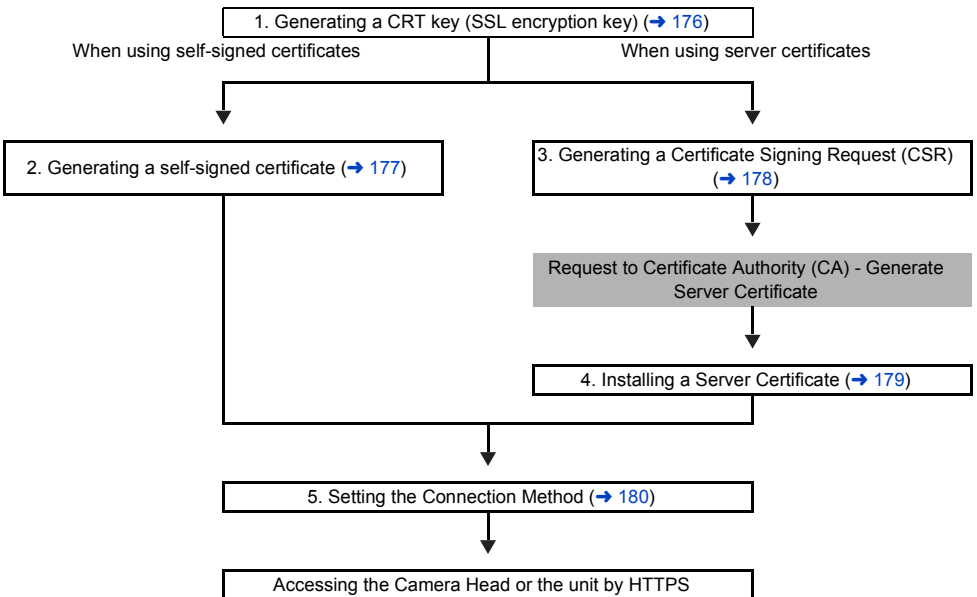 1. Generating a CRT key (SSL encryption key) (➜ 176)
When using self-signed certificates
When using server certificates
2. Generating a self-signed certificate (➜ 177)
3. Generating a Certificate Signing Request (CSR)
(➜ 178)
Request to Certificate Authority (CA) - Generate
Server Certificate
4. Installing a Server Certificate (➜ 179)
5. Setting the Connection Method (➜ 180)
Accessing the Camera Head or the unit by HTTPS